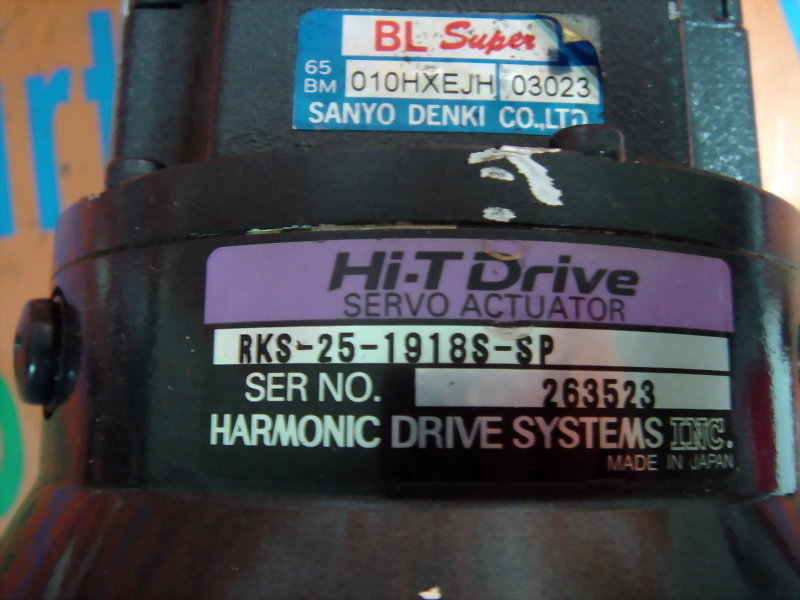 BL Super
65
BM 010HXEJH 03023
SANYO DENKI CO.,LTD.
Hi-T Drive
SERVO ACTUATOR
RKS-25-1918S-SP
SER NO. 263523
HARMONIC DRIVE SYSTEMS INC.
MADE IN JAPAN